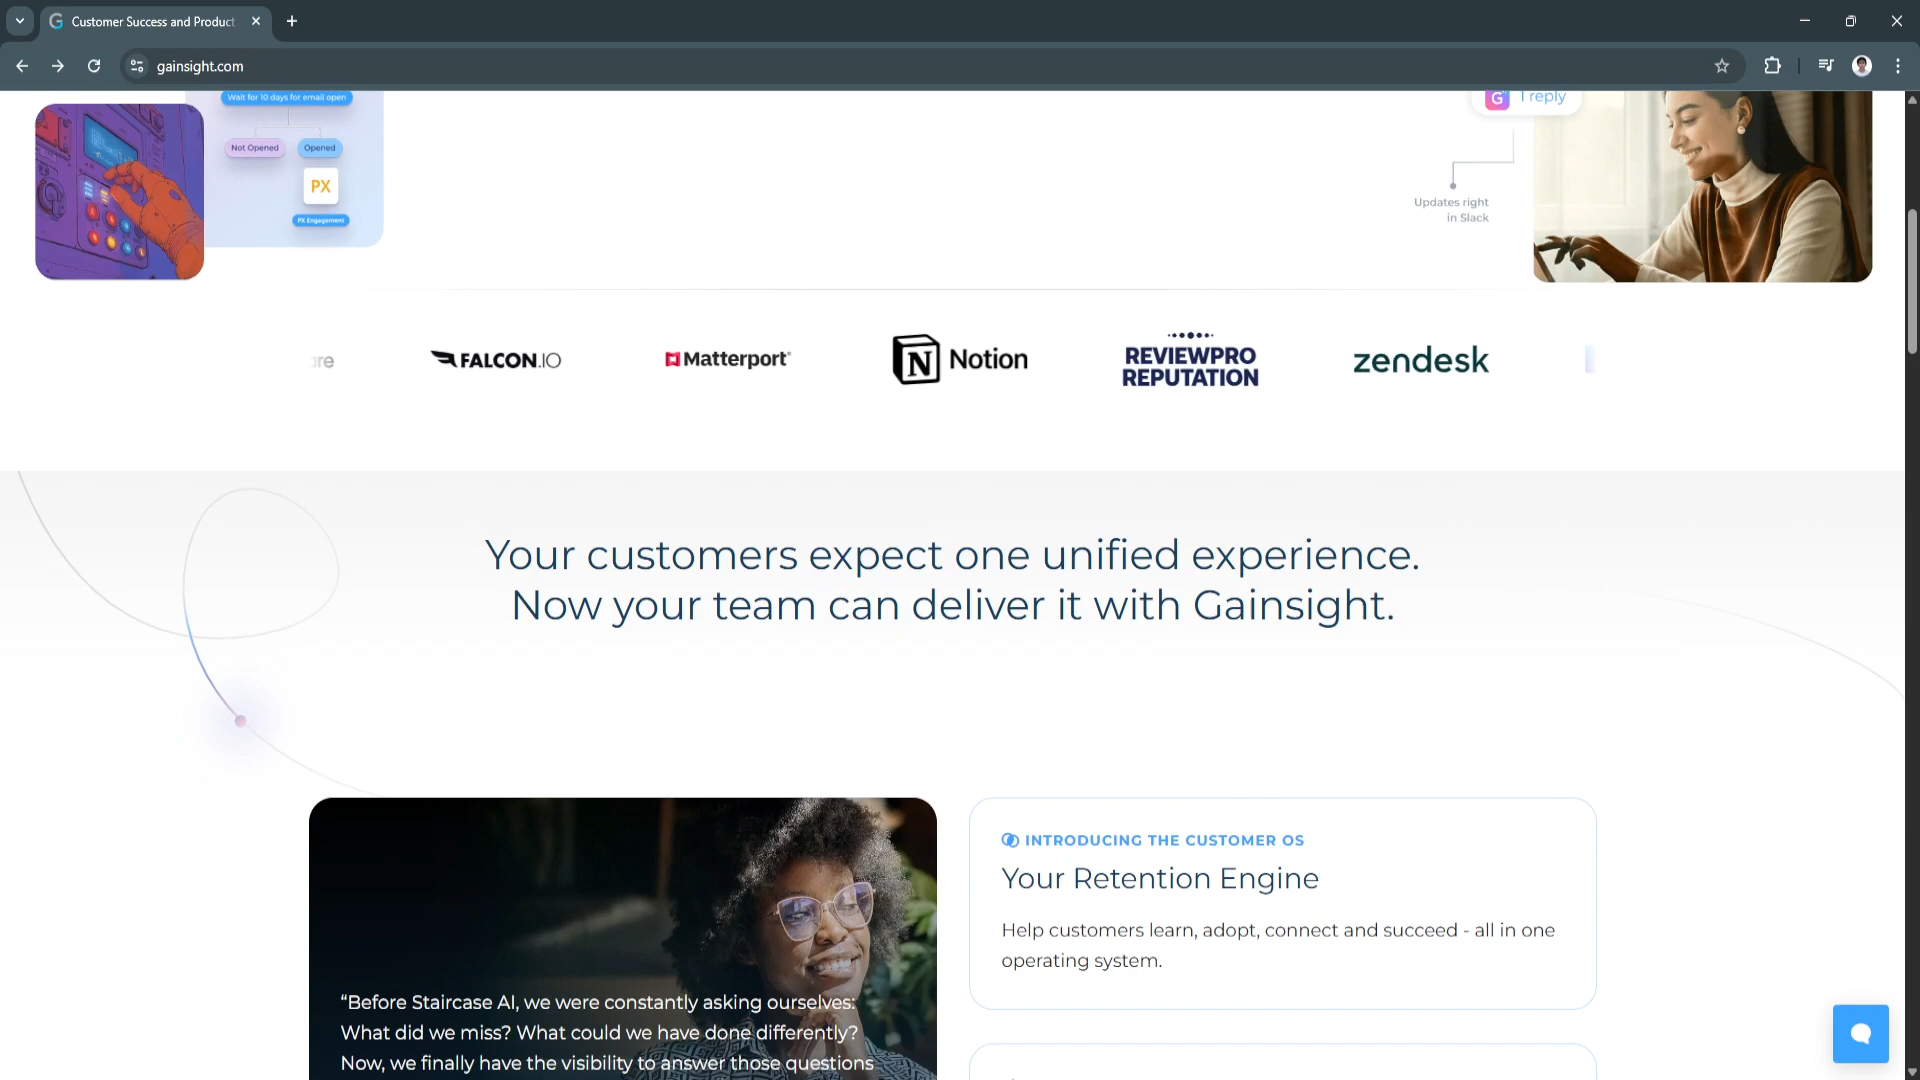 Customer Success and Product
gainsight.com
Wait for 10 days for email open
Not Opened
Opened
PX
PX Engagement
G
1 reply
Updates right
in Slack
are
FALCON.IO
Matterport
N Notion
REVIEWPRO
REPUTATION
zendesk
Your customers expect one unified experience.
Now your team can deliver it with Gainsight.
“Before Staircase AI, we were constantly asking ourselves:
What did we miss? What could we have done differently?
Now, we finally have the visibility to answer those questions
INTRODUCING THE CUSTOMER OS
Your Retention Engine
Help customers learn, adopt, connect and succeed - all in one
operating system.